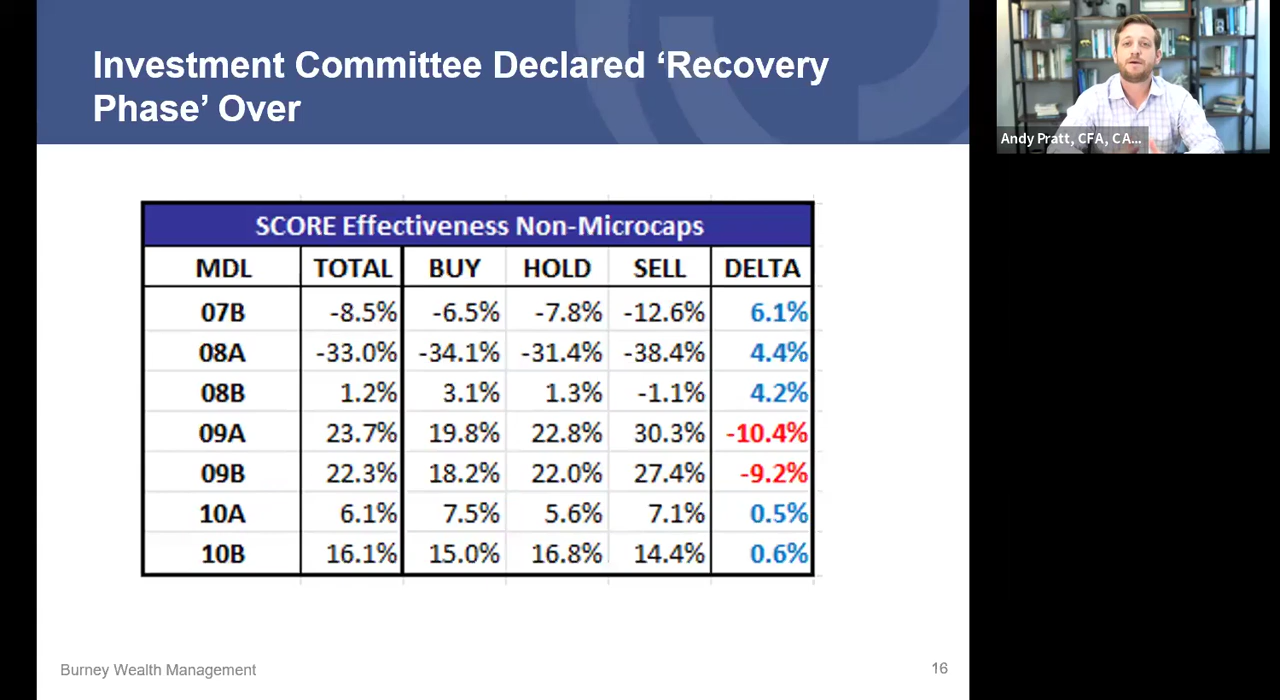 Investment Committee Declared ‘Recovery
Phase’ Over
Andy Pratt, CFA, CA...
SCORE Effectiveness Non-Microcaps
MDL TOTAL BUY HOLD SELL DELTA
07B -8.5% -6.5% -7.8% -12.6% 6.1%
08A -33.0% -34.1% -31.4% -38.4% 4.4%
08B 1.2% 3.1% 1.3% -1.1% 4.2%
09A 23.7% 19.8% 22.8% 30.3% -10.4%
09B 22.3% 18.2% 22.0% 27.4% -9.2%
10A 6.1% 7.5% 5.6% 7.1% 0.5%
10B 16.1% 15.0% 16.8% 14.4% 0.6%
Burney Wealth Management 16